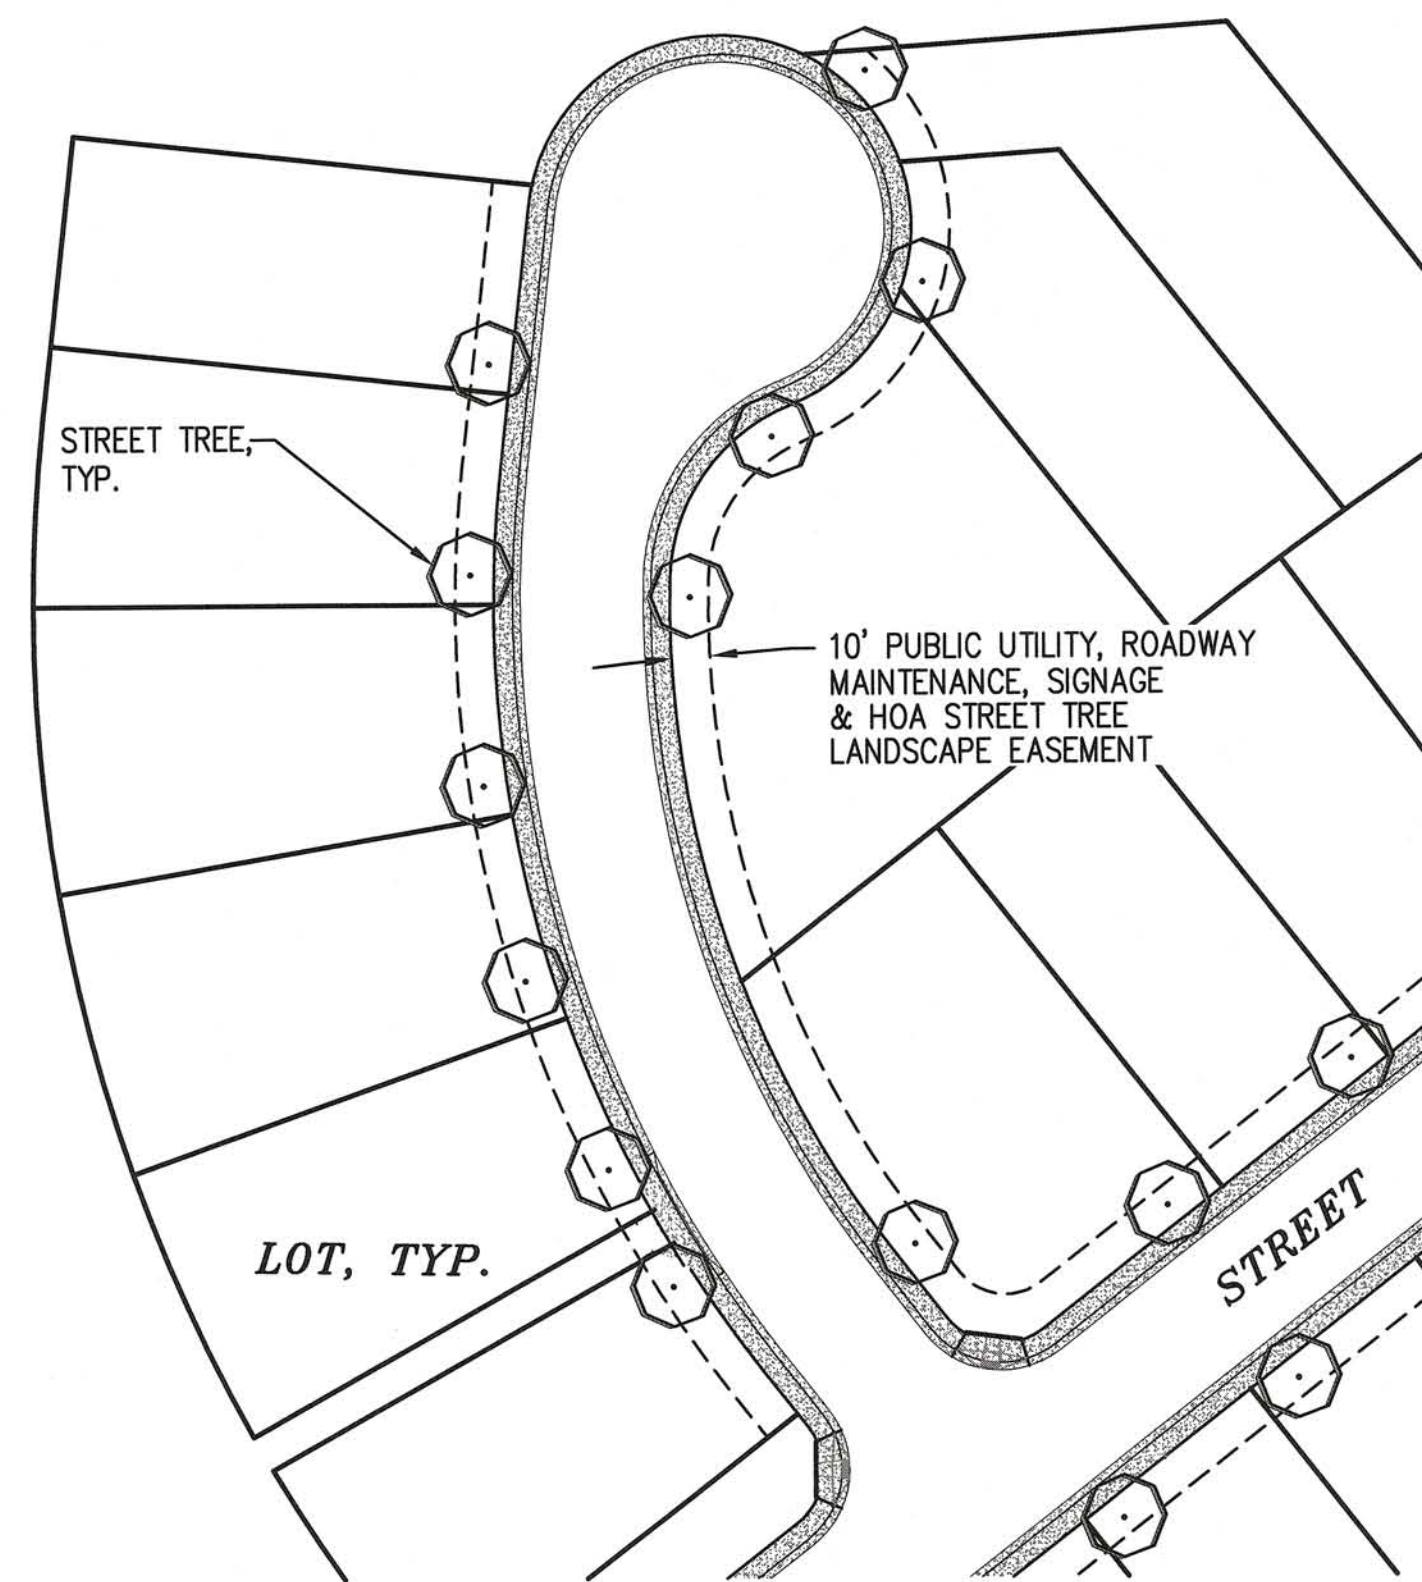 STREET TREE,
TYP.
10' PUBLIC UTILITY, ROADWAY
MAINTENANCE, SIGNAGE
& HOA STREET TREE
LANDSCAPE EASEMENT
LOT, TYP.
STREET